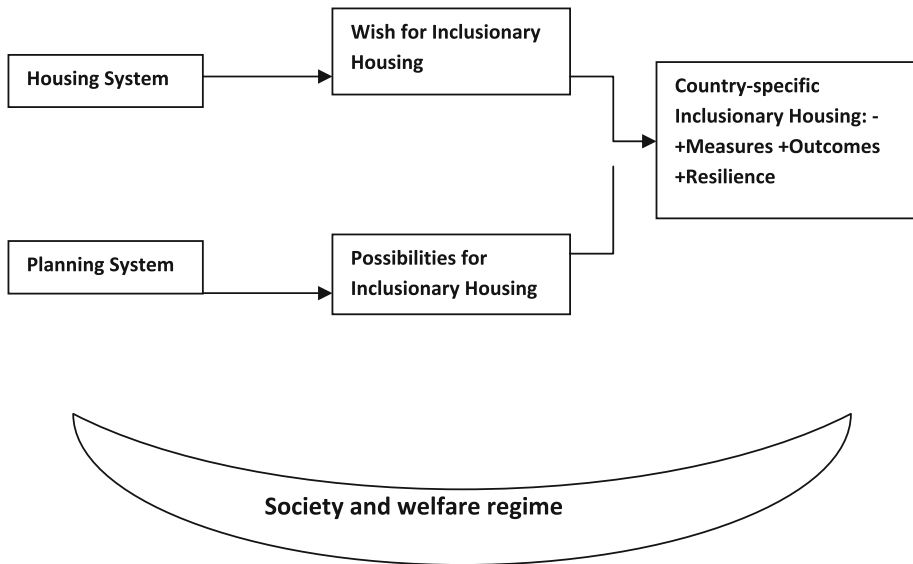 Housing System
Wish for Inclusionary
Housing
Country-specific
Inclusionary Housing: -
+Measures +Outcomes
+Resilience
Planning System
Possibilities for
Inclusionary Housing
Society and welfare regime